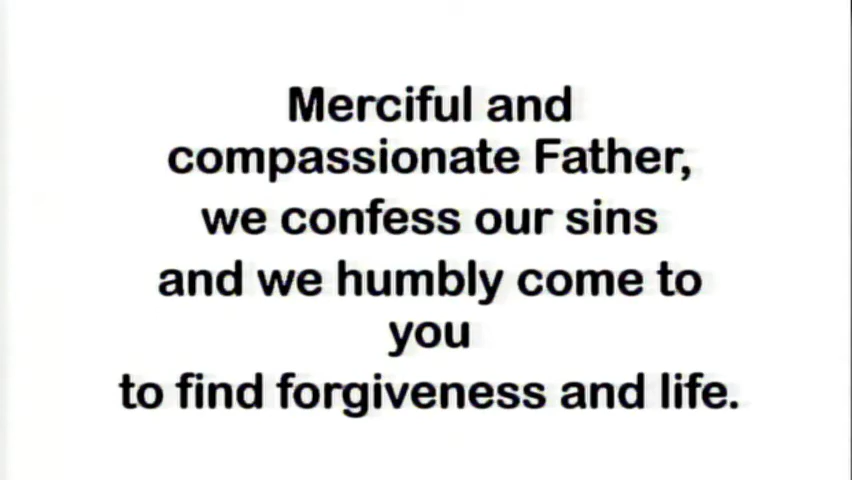 Merciful and
compassionate Father,
we confess our sins
and we humbly come to
you
to find forgiveness and life.